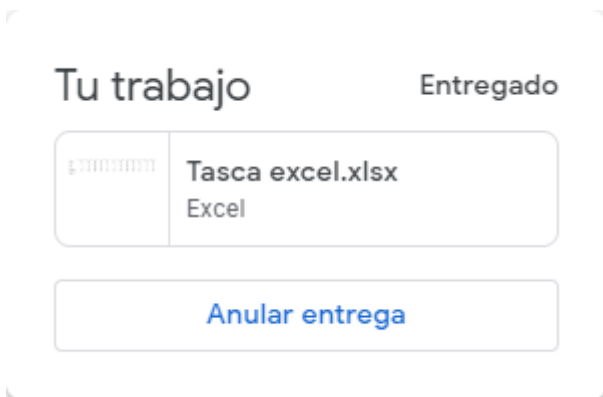 Tu trabajo
Entregado
Tasca excel.xlsx
Excel
Anular entrega